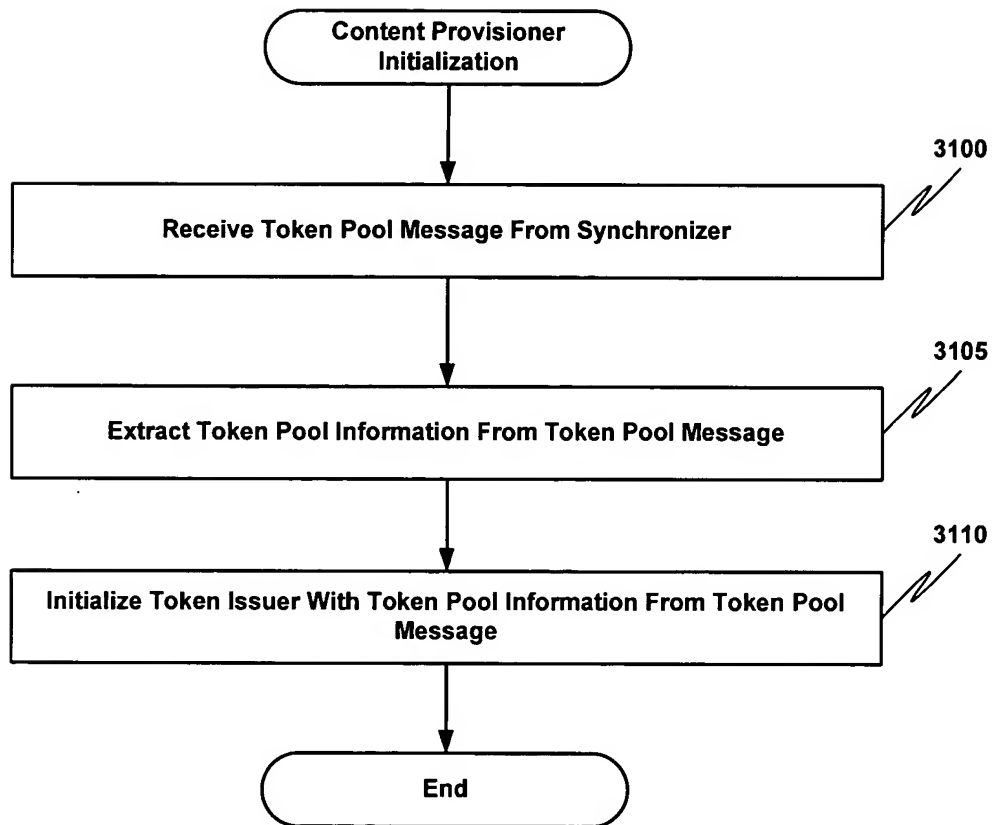 Content Provisioner
Initialization
3100
Receive Token Pool Message From Synchronizer
3105
Extract Token Pool Information From Token Pool Message
3110
Initialize Token Issuer With Token Pool Information From Token Pool
Message
End